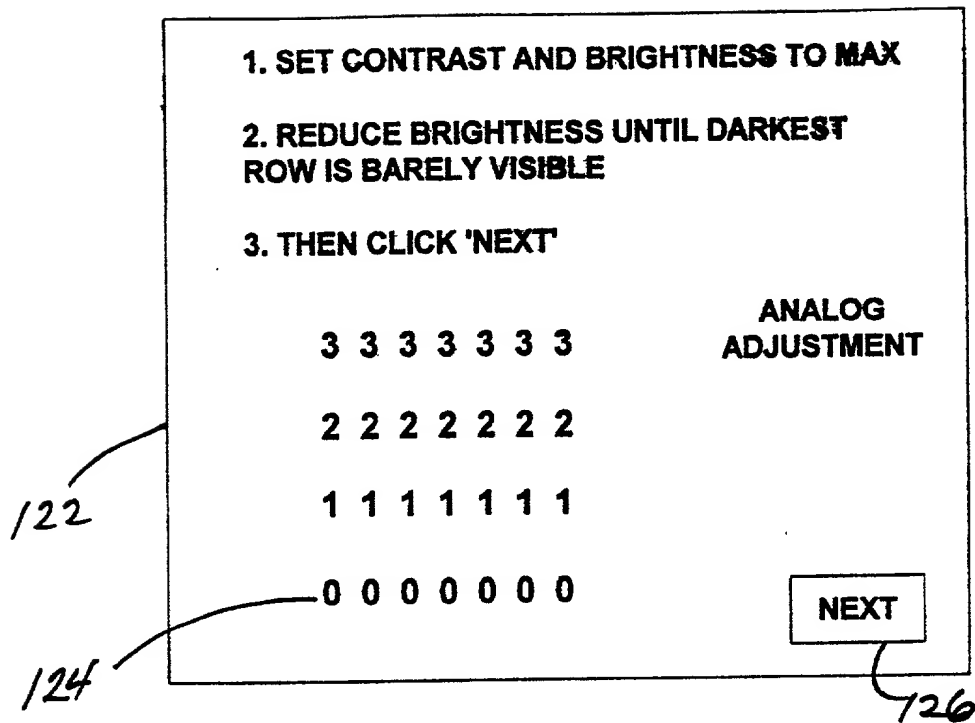 1. SET CONTRAST AND BRIGHTNESS TO MAX
2. REDUCE BRIGHTNESS UNTIL DARKEST
ROW IS BARELY VISIBLE
3. THEN CLICK 'NEXT'
ANALOG
ADJUSTMENT
3 3 3 3 3 3 3
2 2 2 2 2 2 2
1 1 1 1 1 1 1
0 0 0 0 0 0 0
NEXT
122
124
126